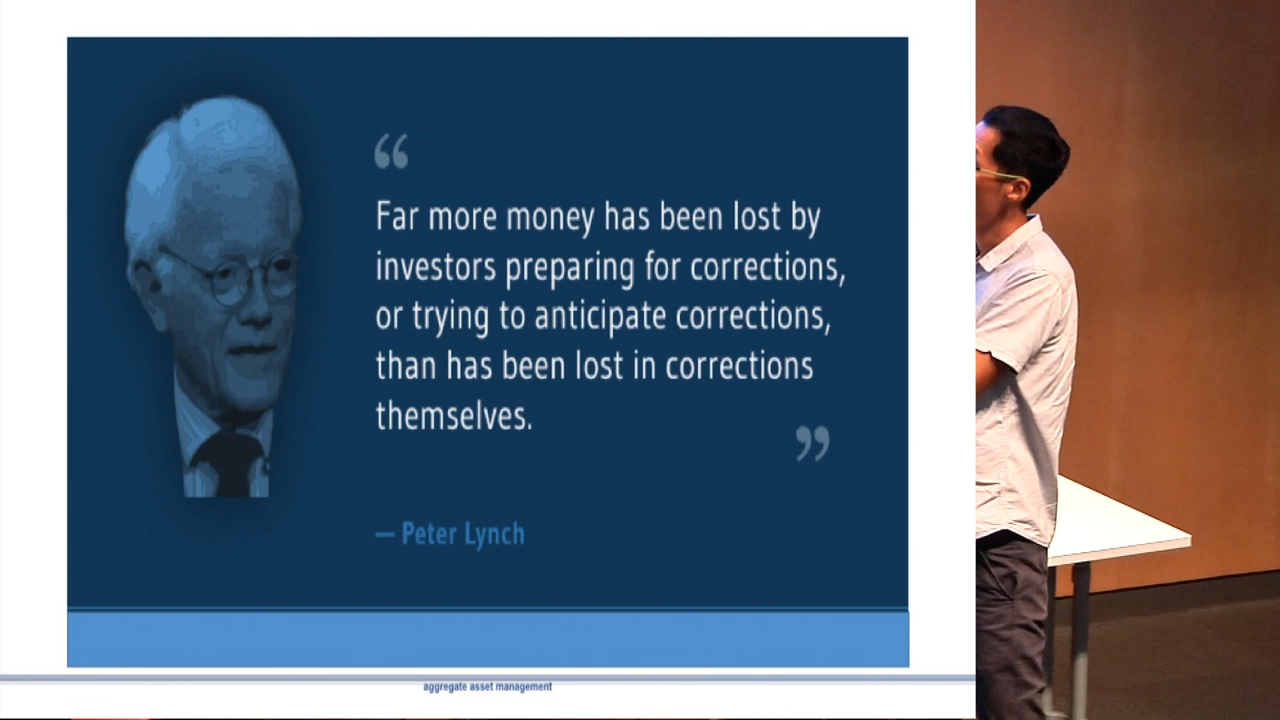 “
Far more money has been lost by
investors preparing for corrections,
or trying to anticipate corrections,
than has been lost in corrections
themselves.
”
— Peter Lynch
aggregate asset management